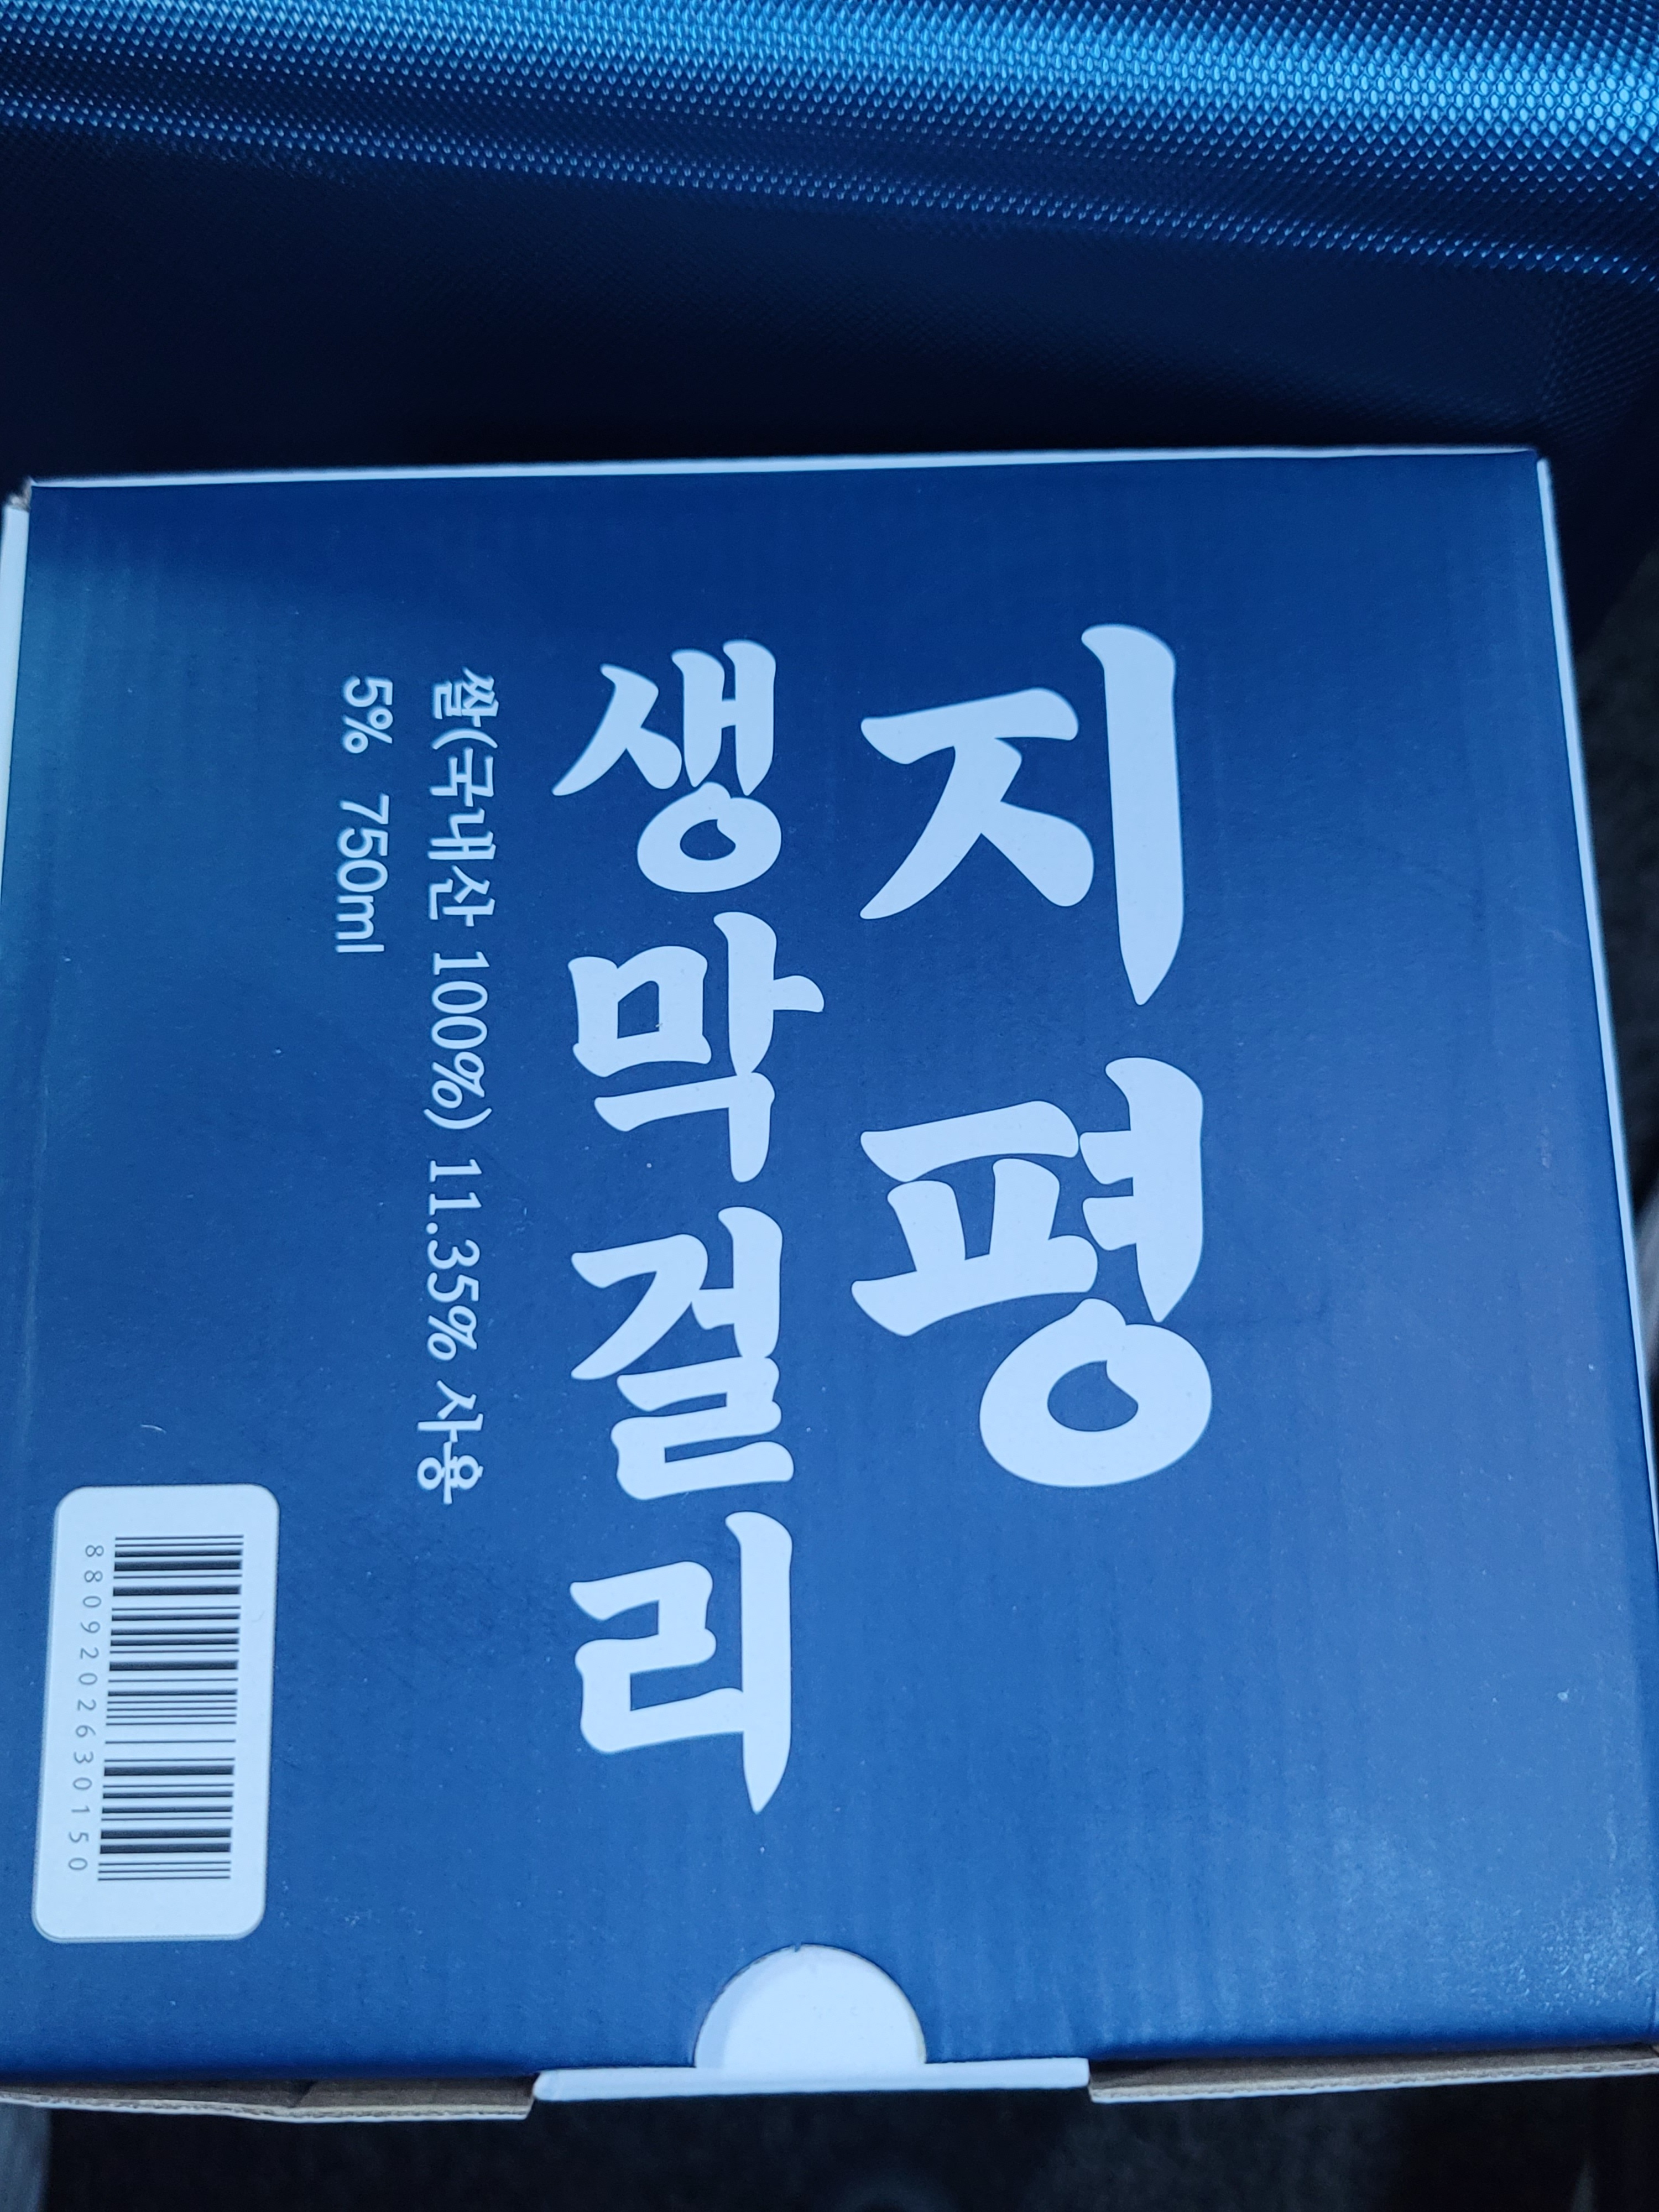 지평
생막걸리
쌀(국내산 100%) 11.35% 사용
5% 750ml
8809202630150